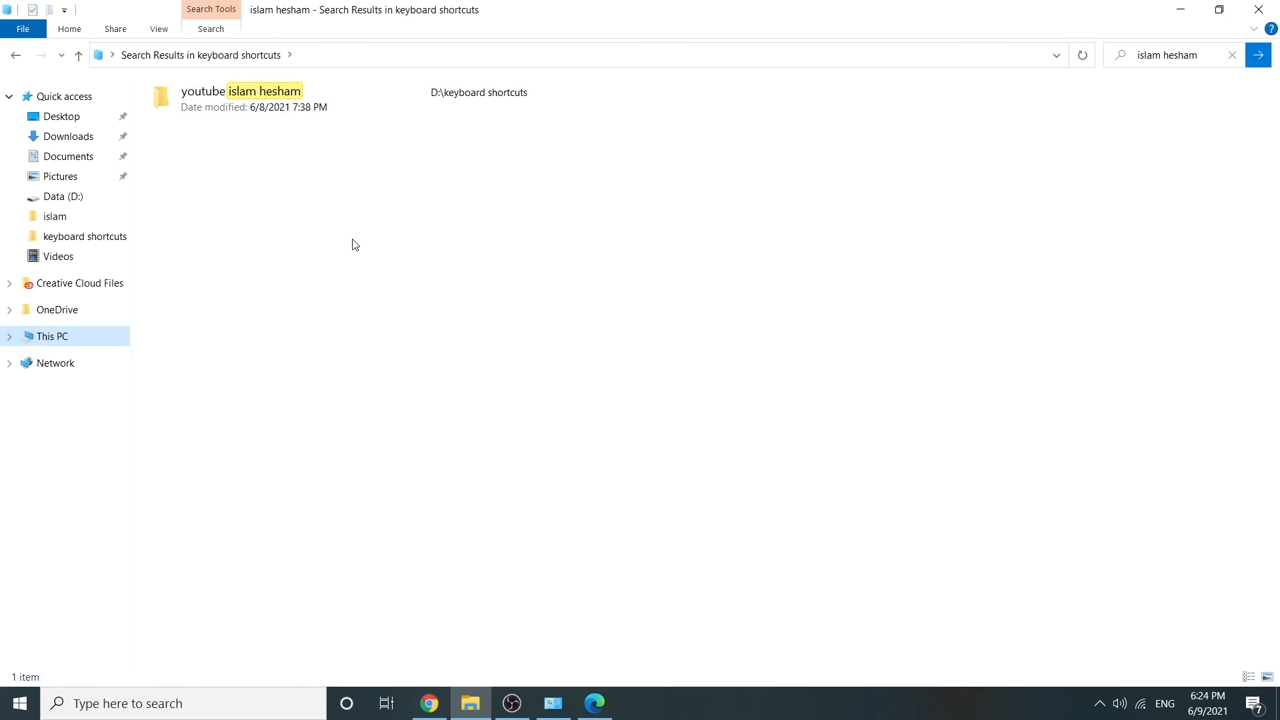 Search Tools
islam hesham - Search Results in keyboard shortcuts
File
Home
Share
View
Search
Search Results in keyboard shortcuts
islam hesham
Quick access
Desktop
Downloads
Documents
Pictures
Data (D:)
islam
keyboard shortcuts
Videos
Creative Cloud Files
OneDrive
This PC
Network
youtube islam hesham
D:\keyboard shortcuts
Date modified: 6/8/2021 7:38 PM
1 item
Type here to search
ENG
6:24 PM
6/9/2021
7